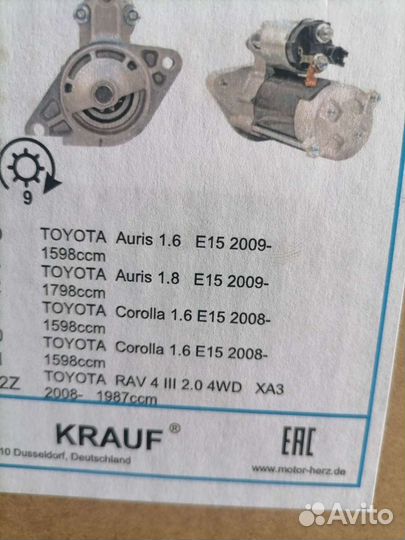 9
TOYOTA Auris 1.6 E15 2009-
1598ccm
TOYOTA Auris 1.8 E15 2009-
1798ccm
TOYOTA Corolla 1.6 E15 2008-
1598ccm
TOYOTA Corolla 1.6 E15 2008-
1598ccm
2Z TOYOTA RAV 4 III 2.0 4WD XA3
2008- 1987ccm
KRAUF ® EAC
10 Dusseldorf, Deutschland www.motor-herz.de
Avito